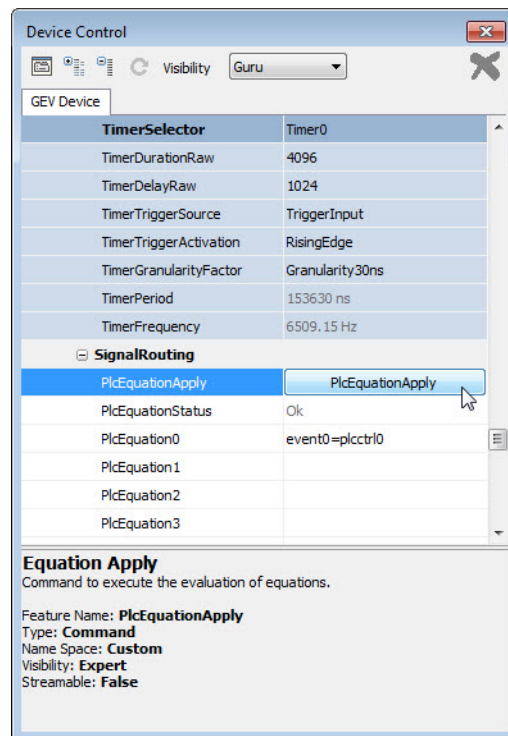 Device Control
Visibility Guru
GEV Device
TimerSelector Timer0
TimerDurationRaw 4096
TimerDelayRaw 1024
TimerTriggerSource TriggerInput
TimerTriggerActivation RisingEdge
TimerGranularityFactor Granularity30ns
TimerPeriod 153630 ns
TimerFrequency 6509.15 Hz
SignalRouting
PlcEquationApply PlcEquationApply
PlcEquationStatus Ok
PlcEquation0 event0=plcctrl0
PlcEquation1
PlcEquation2
PlcEquation3
Equation Apply
Command to execute the evaluation of equations.
Feature Name: PlcEquationApply
Type: Command
Name Space: Custom
Visibility: Expert
Streamable: False